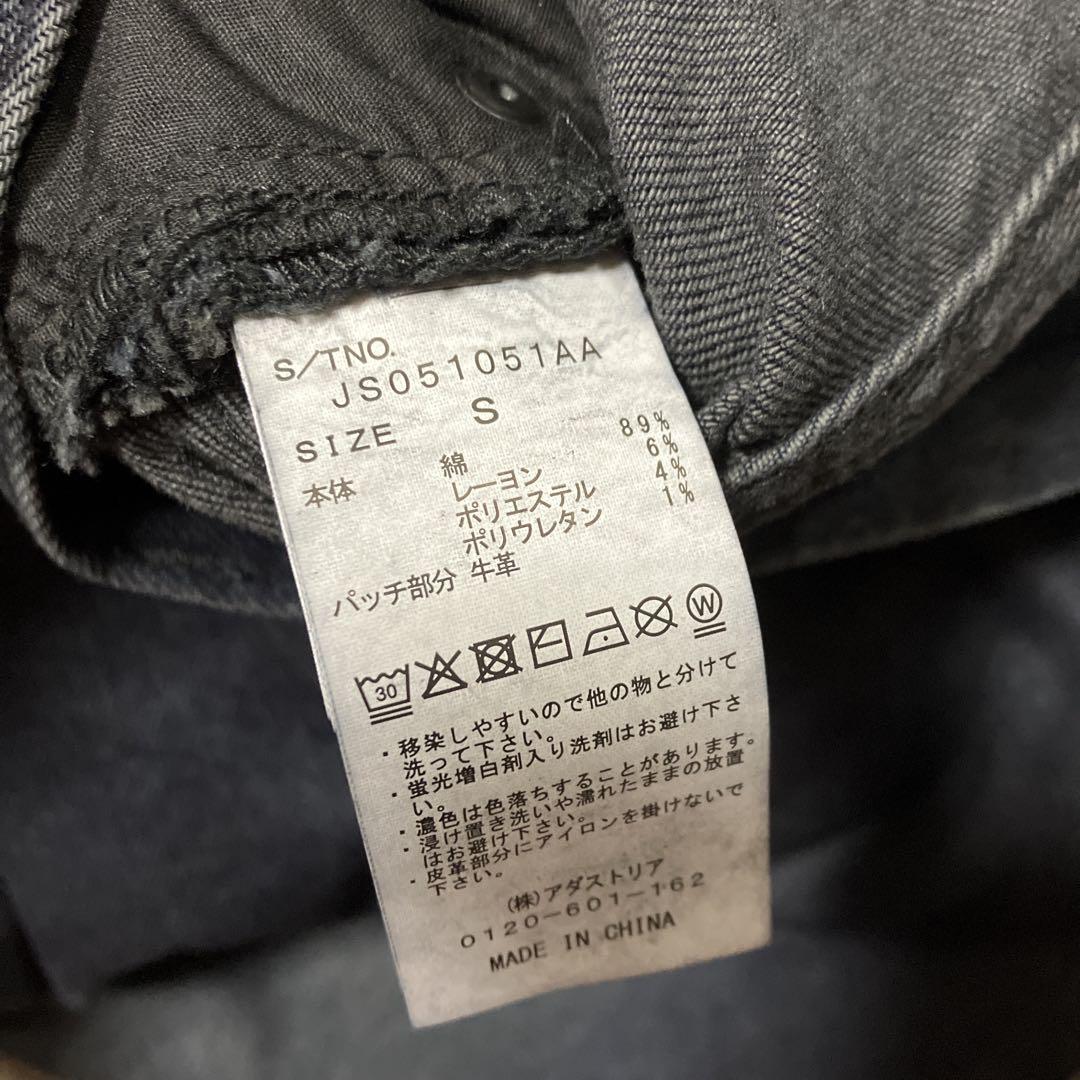 S/TNO.
JS051051AA
SIZE S
本体 綿 89%
レーヨン 6%
ポリエステル 4%
ポリウレタン 1%
パッチ部分 牛革
30 W
・移染しやすいので他の物と分けて
洗って下さい。
・蛍光増白剤入り洗剤はお避け下さ
い。
・濃色は色落ちすることがあります。
・浸け置き洗いや濡れたままの放置
はお避け下さい。
・皮革部分にアイロンを掛けないで
下さい。
(株)アダストリア
0120-601-162
MADE IN CHINA